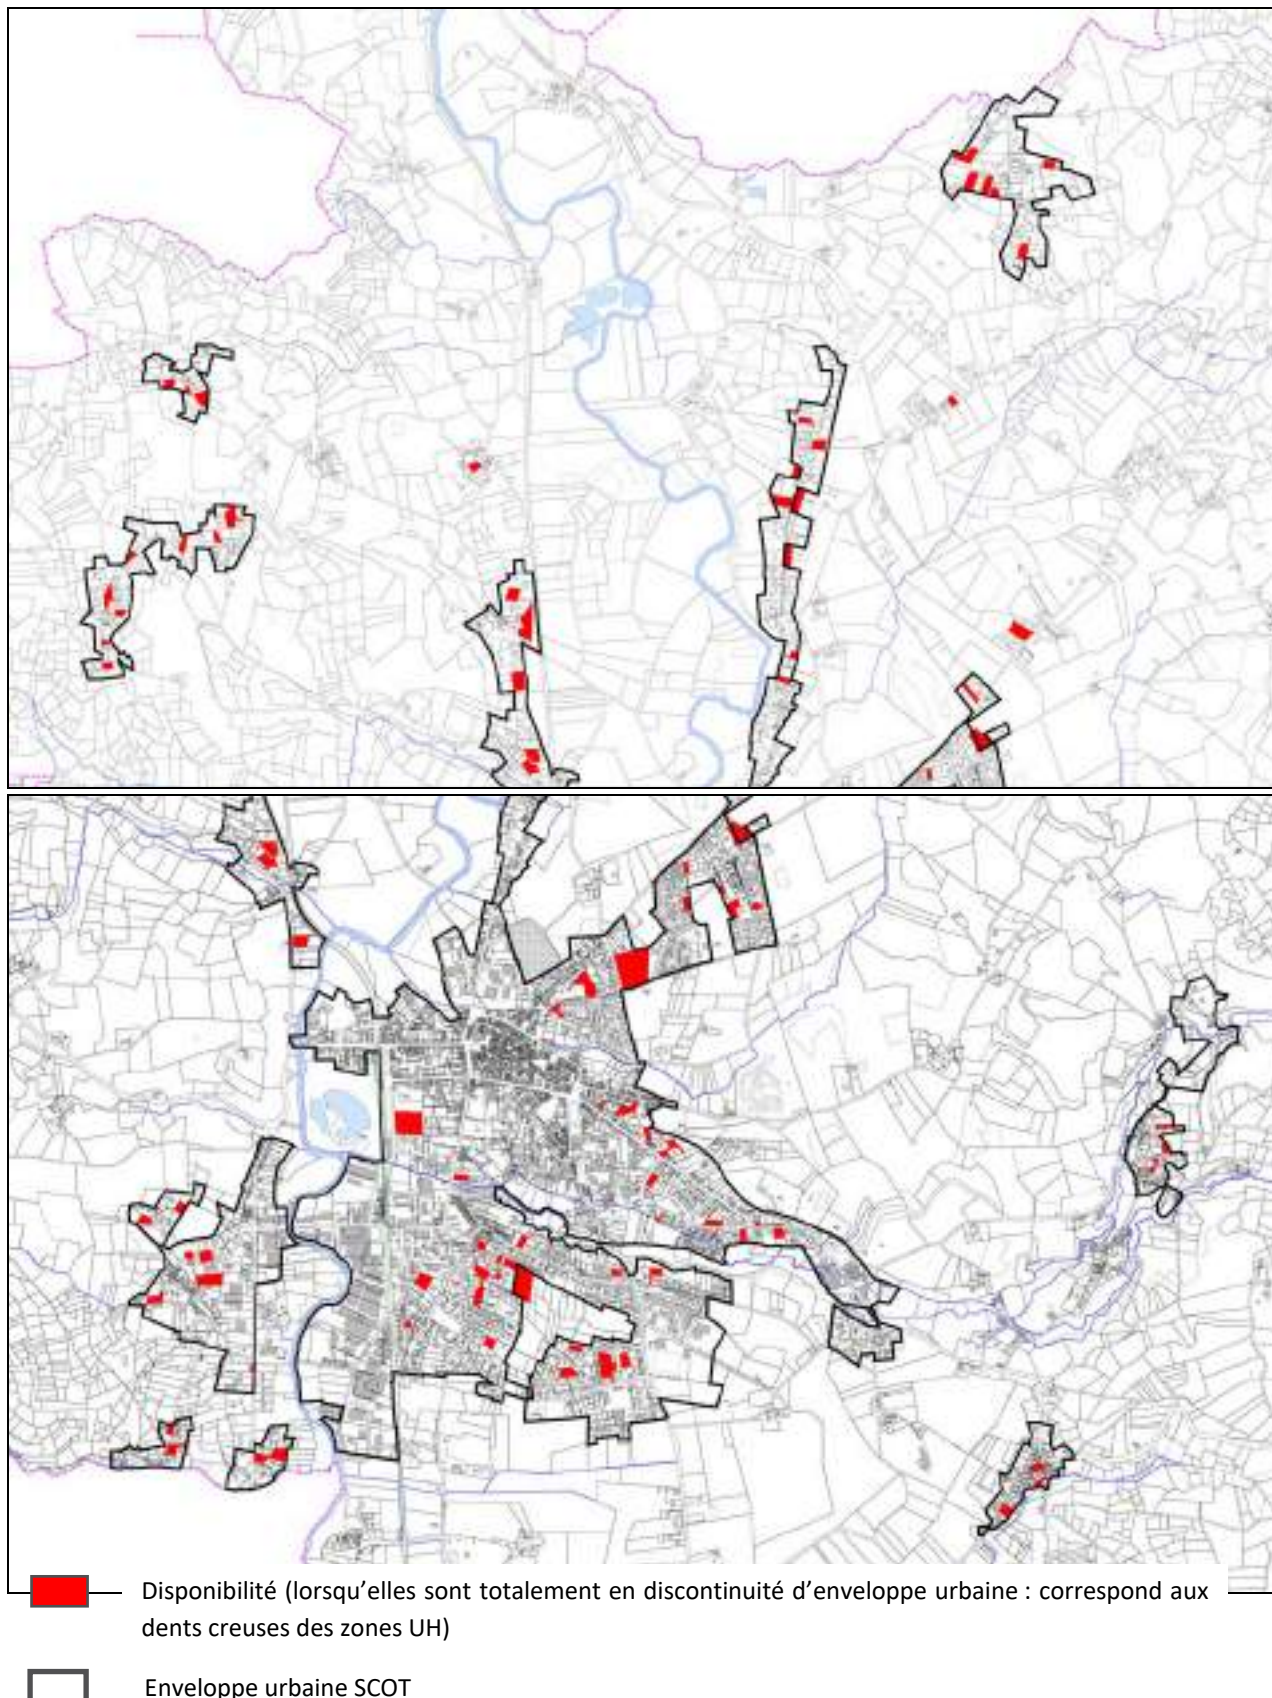 Disponibilité (lorsqu’elles sont totalement en discontinuité d’enveloppe urbaine : correspond aux
dents creuses des zones UH)
Enveloppe urbaine SCOT